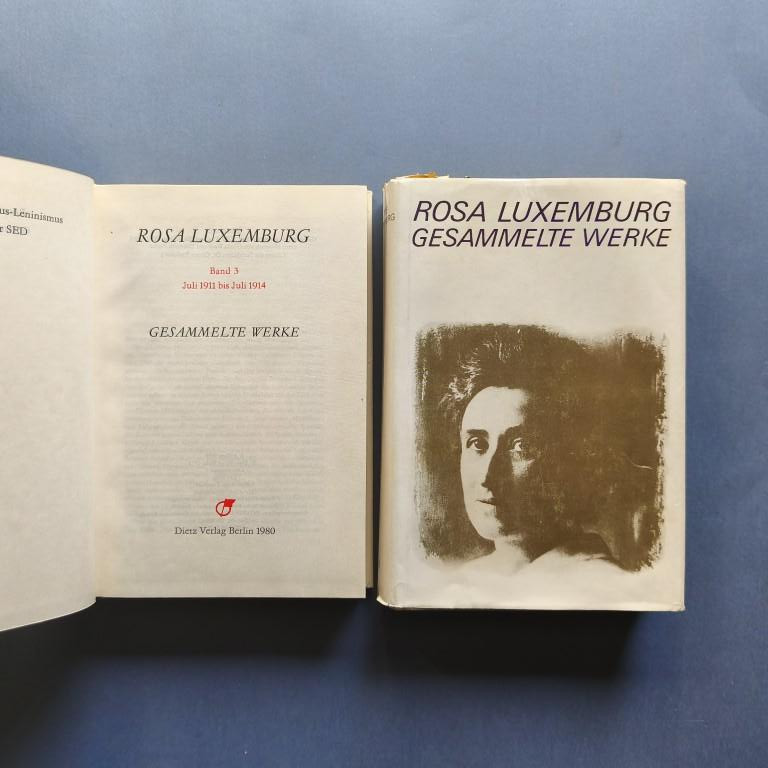 us-Leninismus
r SED
ROSA LUXEMBURG
Band 3
Juli 1911 bis Juli 1914
GESAMMELTE WERKE
Dietz Verlag Berlin 1980
ROSA LUXEMBURG
GESAMMELTE WERKE